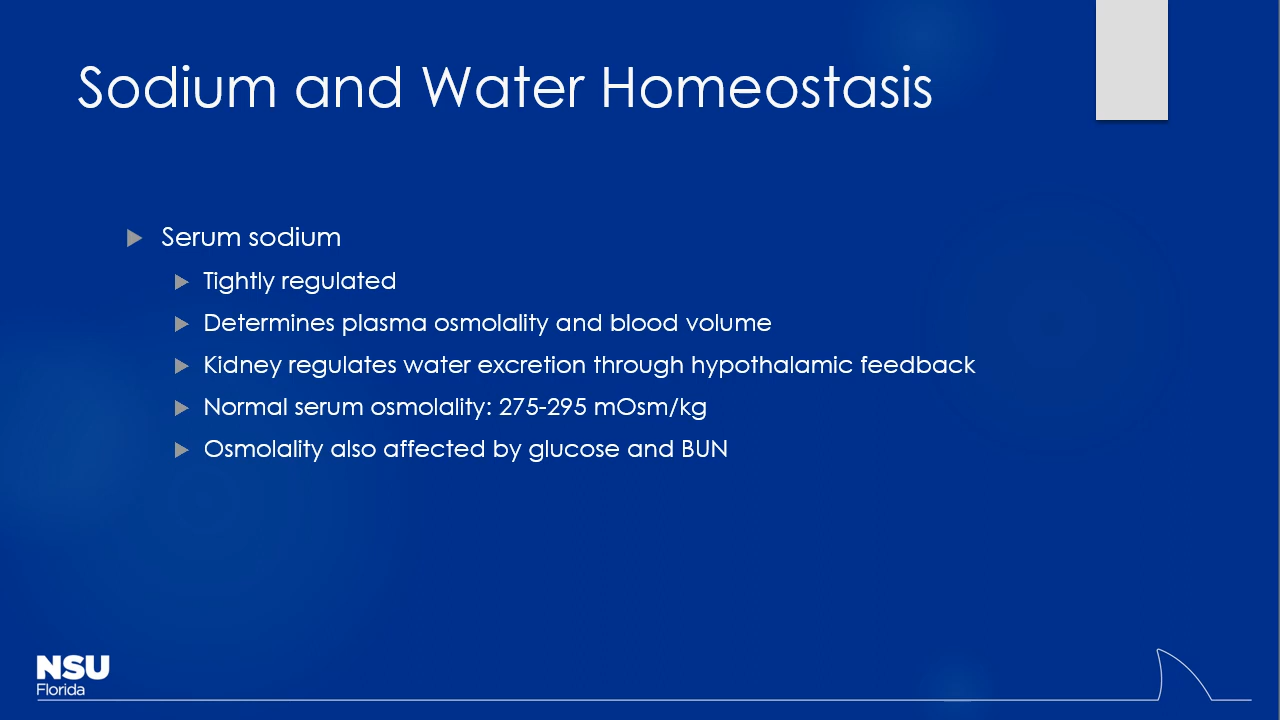 Sodium and Water Homeostasis
Serum sodium
Tightly regulated
Determines plasma osmolality and blood volume
Kidney regulates water excretion through hypothalamic feedback
Normal serum osmolality: 275-295 mOsm/kg
Osmolality also affected by glucose and BUN
NSU
Florida